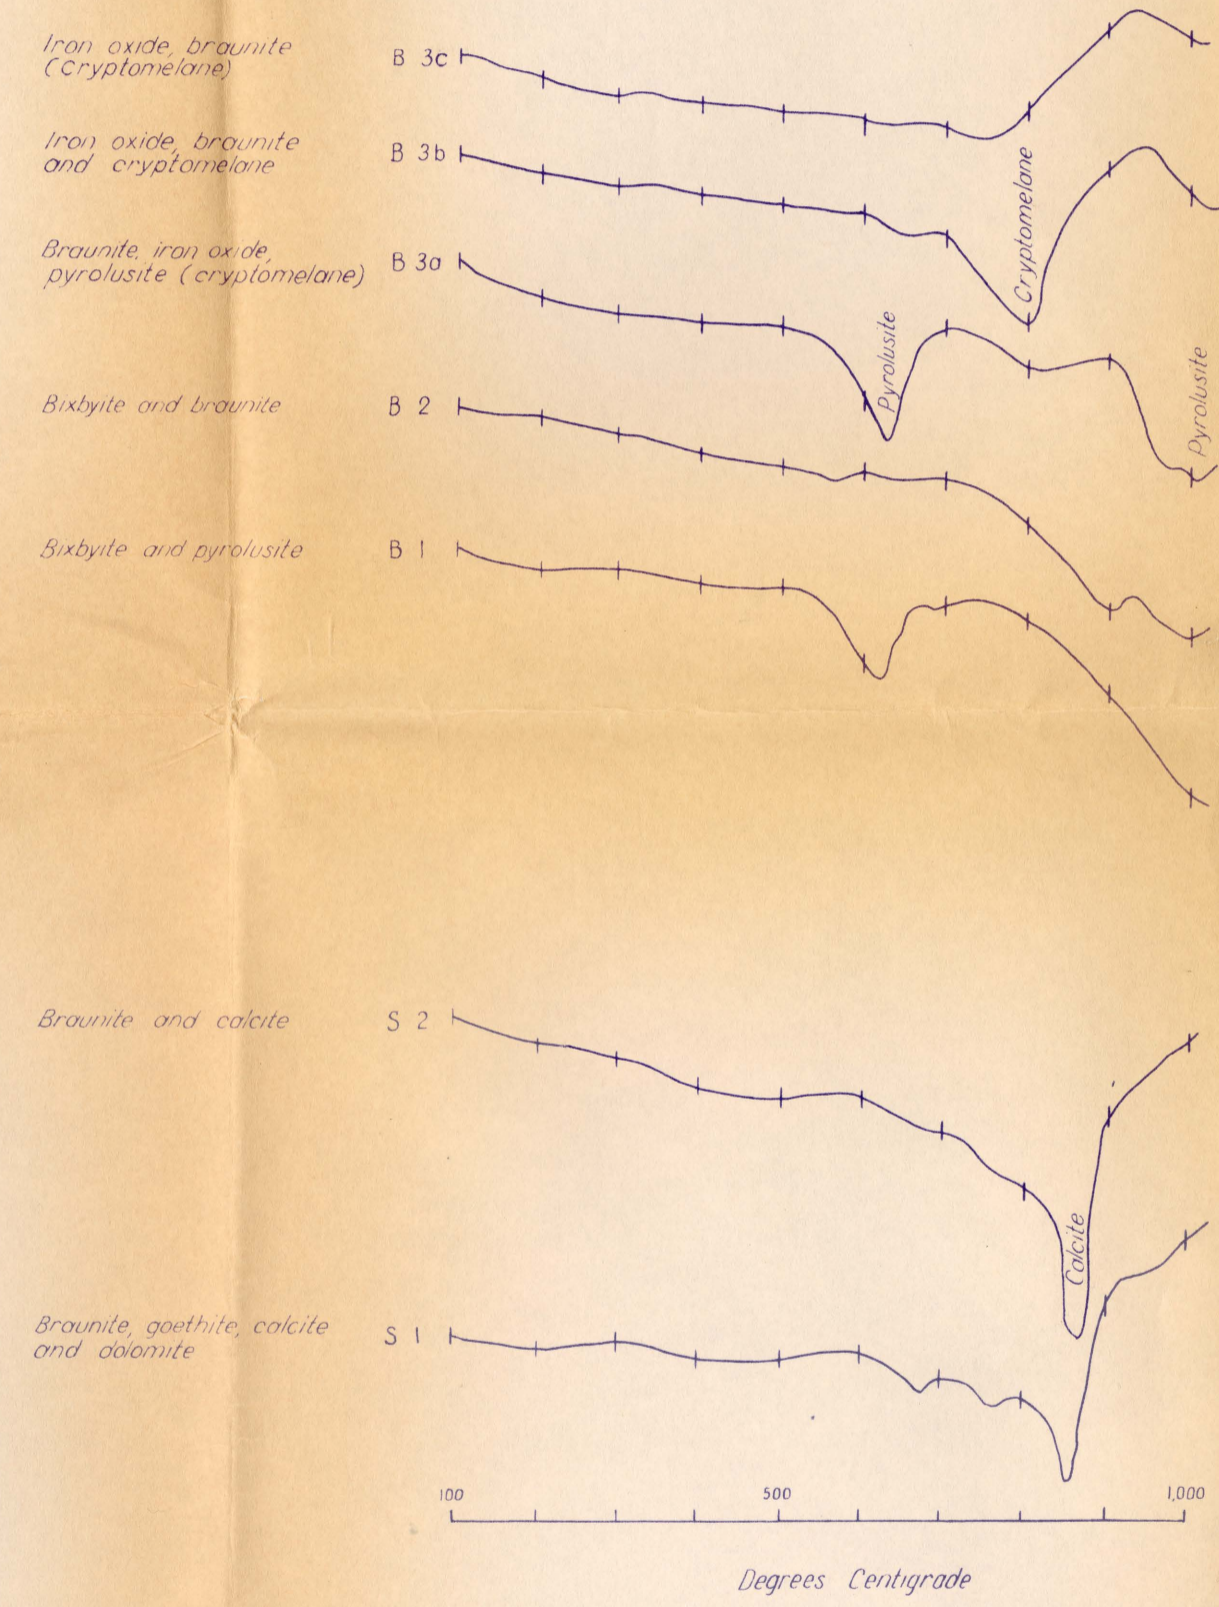 Iron oxide, braunite
(Cryptomelane)
B 3c
Iron oxide, braunite
and cryptomelane
B 3b
Cryptomelane
Braunite, iron oxide,
pyrolusite (cryptomelane)
B 3a
Pyrolusite
Pyrolusite
Bixbyite and braunite
B 2
Bixbyite and pyrolusite
B 1
Braunite and calcite
S 2
Calcite
Braunite, goethite, calcite
and dolomite
S 1
100
500
1,000
Degrees Centigrade